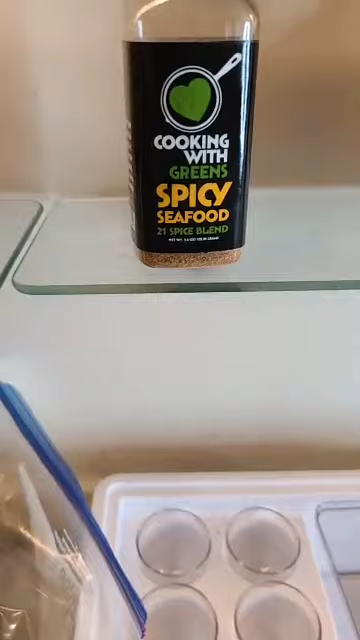 COOKING
WITH
GREENS
SPICY
SEAFOOD
21 SPICE BLEND